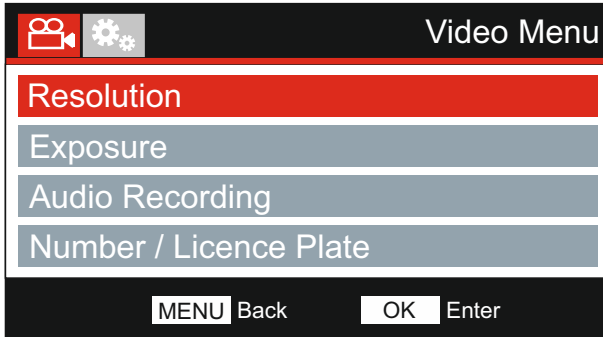 Video Menu
Resolution
Exposure
Audio Recording
Number / Licence Plate
MENU Back OK Enter